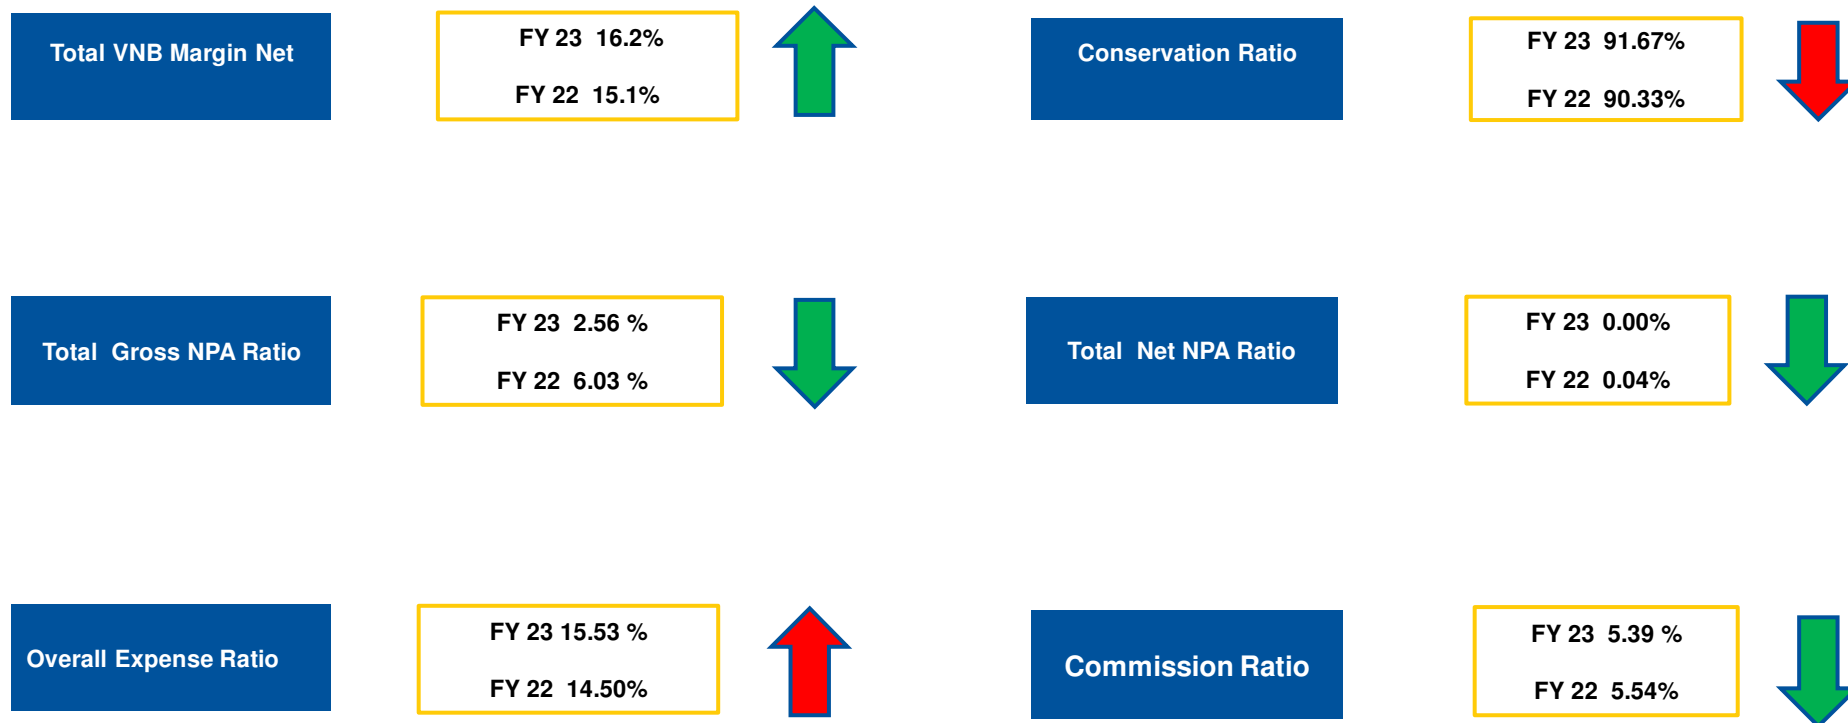 Total VNB Margin Net
FY 23 16.2%
FY 22 15.1%
Conservation Ratio
FY 23 91.67%
FY 22 90.33%
Total Gross NPA Ratio
FY 23 2.56 %
FY 22 6.03 %
Total Net NPA Ratio
FY 23 0.00%
FY 22 0.04%
Overall Expense Ratio
FY 23 15.53 %
FY 22 14.50%
Commission Ratio
FY 23 5.39 %
FY 22 5.54%